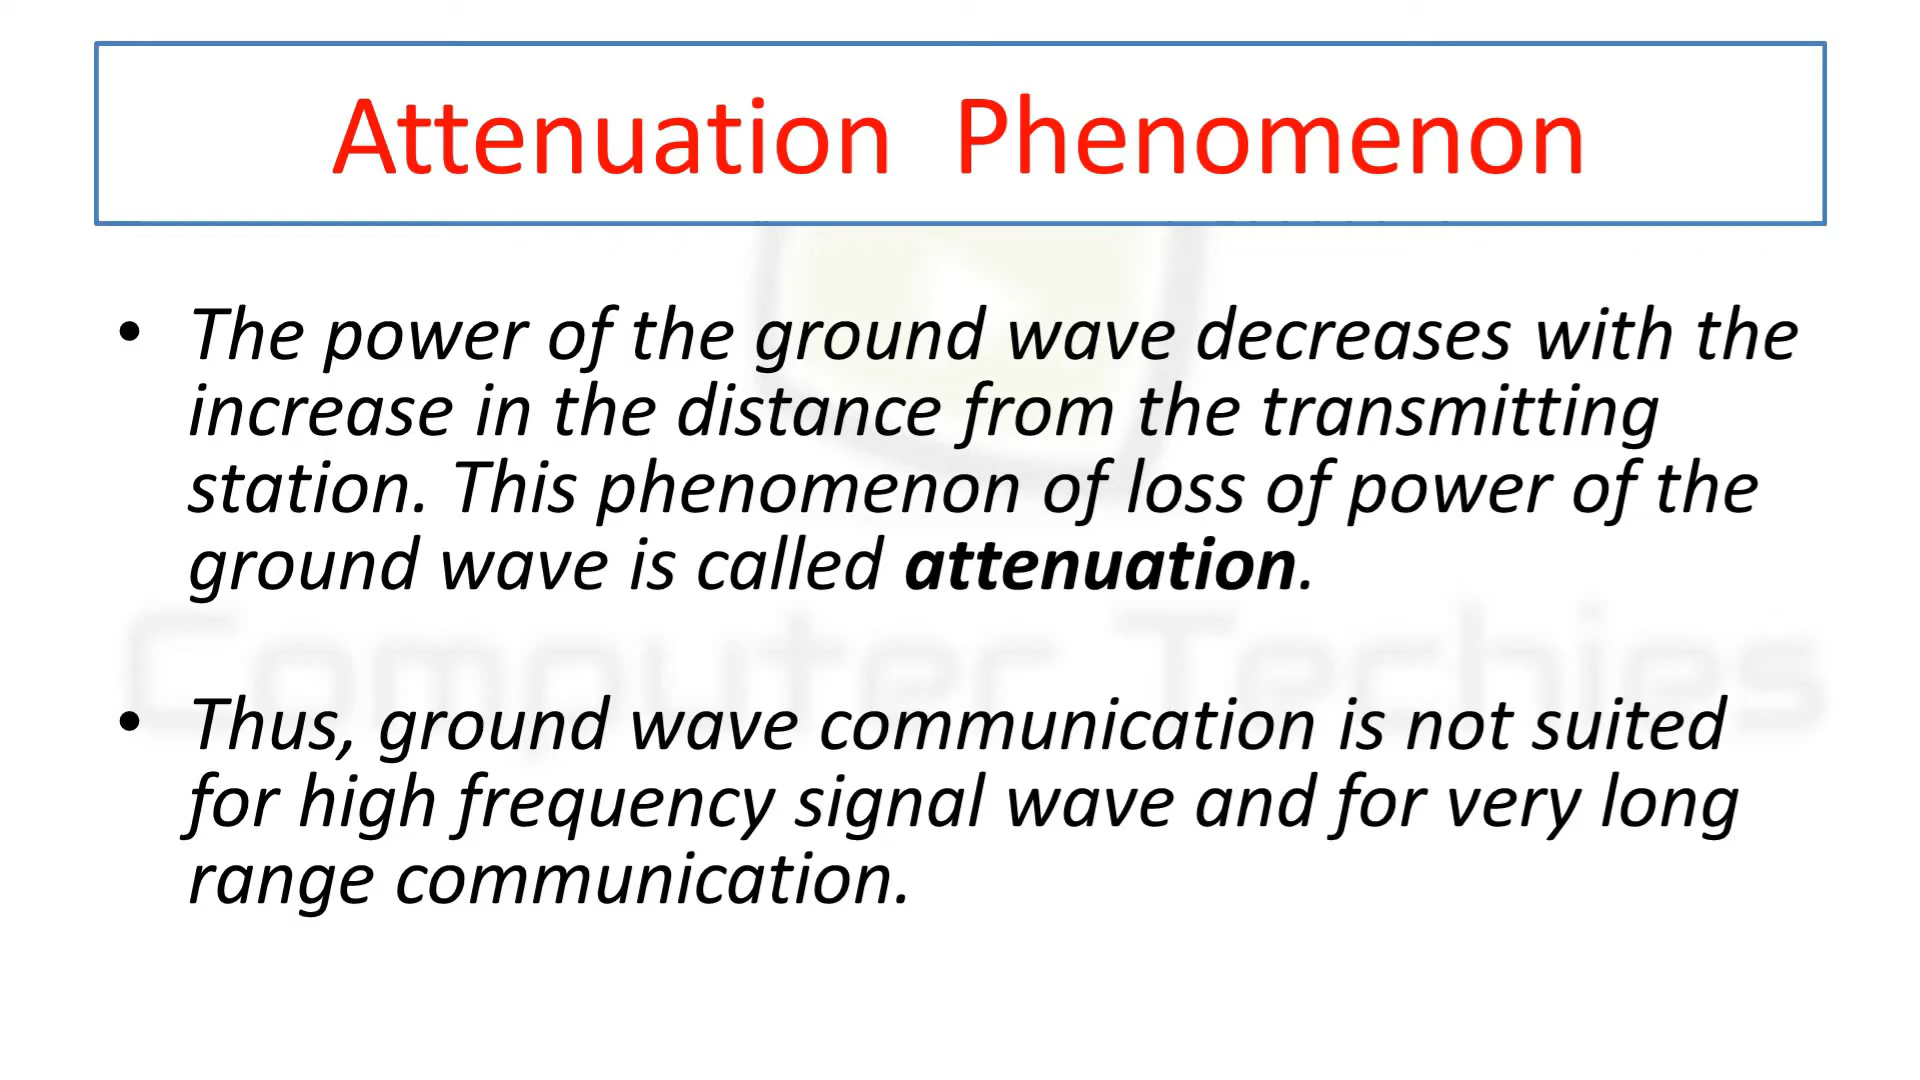 Attenuation Phenomenon
• The power of the ground wave decreases with the
increase in the distance from the transmitting
station. This phenomenon of loss of power of the
ground wave is called attenuation.
Computer Techies
• Thus, ground wave communication is not suited
for high frequency signal wave and for very long
range communication.